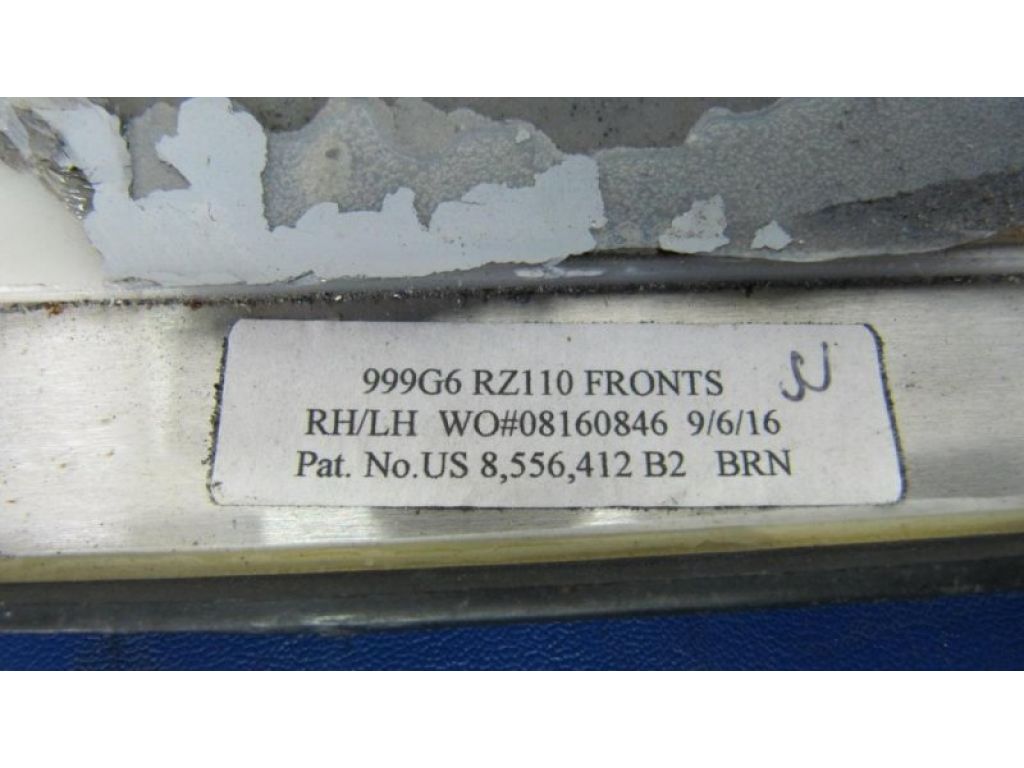 999G6 RZ110 FRONTS
RH/LH WO#08160846 9/6/16
Pat. No.US 8,556,412 B2 BRN